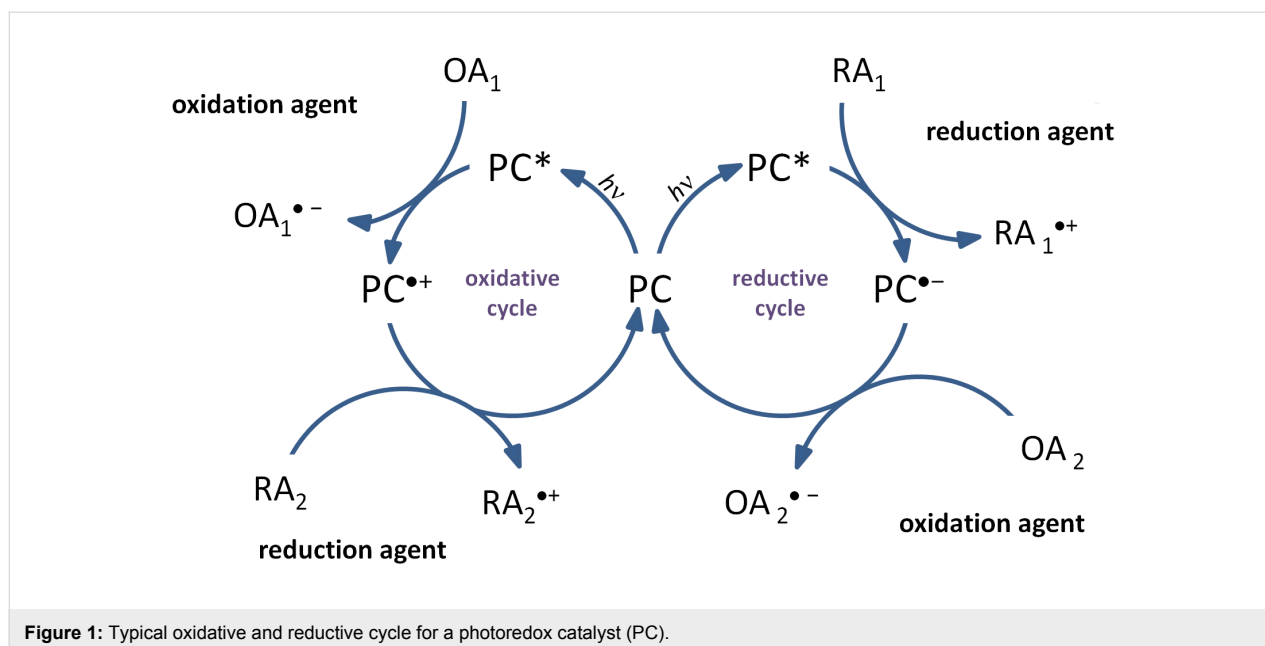 OA₁
RA₁
oxidation agent
reduction agent
PC*
hν
hν
PC*
OA₁•−
RA₁•+
PC•+
oxidative
cycle
PC
reductive
cycle
PC•−
RA₂
RA₂•+
OA₂•−
OA₂
reduction agent
oxidation agent
Figure 1: Typical oxidative and reductive cycle for a photoredox catalyst (PC).